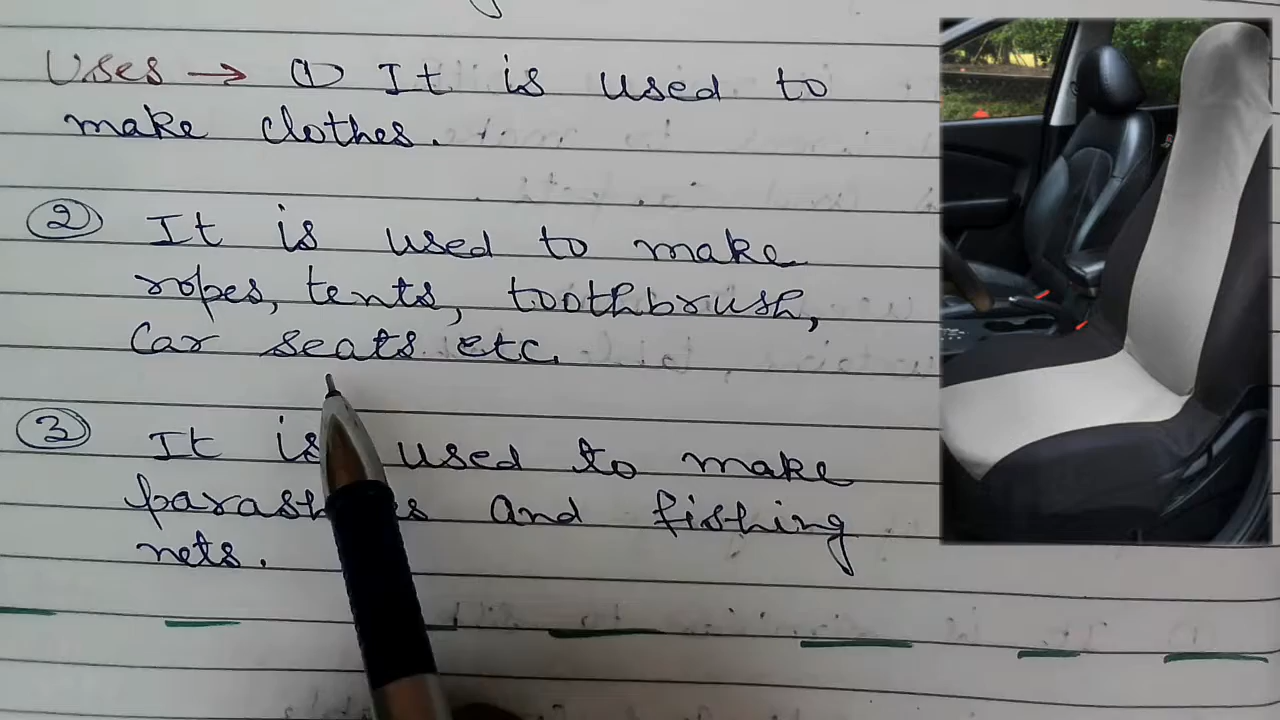 Uses → ① It is used to
make clothes.
② It is used to make
ropes, tents, toothbrush,
Car seats etc.
③ It is used to make
and fishing
nets.